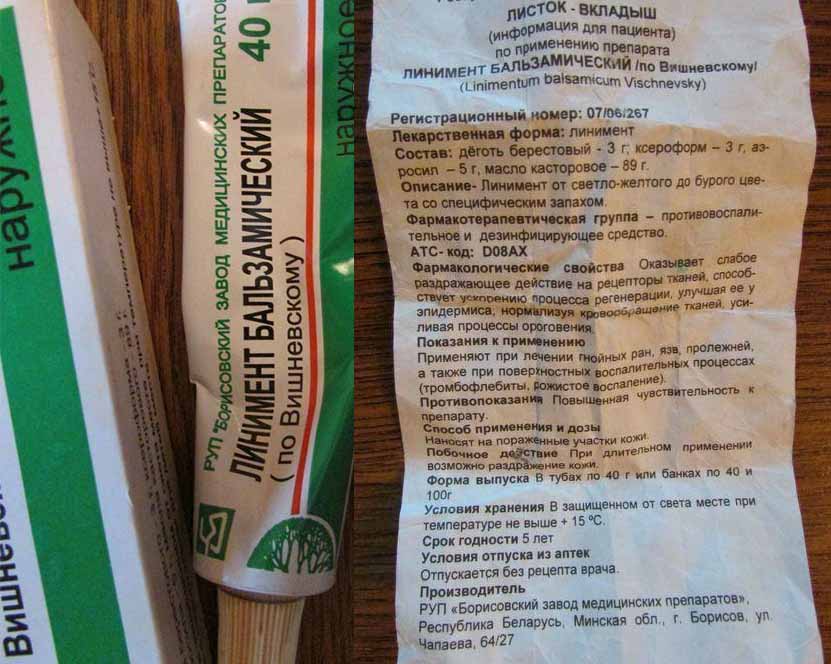 наружно
Вишневск
РУП "Борисовский завод медицинских препаратов
ЛИНИМЕНТ БАЛЬЗАМИЧЕСКИЙ
( по Вишневскому )
40
наружное
ЛИСТОК - ВКЛАДЫШ
(информация для пациента)
по применению препарата
ЛИНИМЕНТ БАЛЬЗАМИЧЕСКИЙ /по Вишневскому/
(Linimentum balsamicum Vischnevsky)
Регистрационный номер: 07/06/267
Лекарственная форма: линимент
Состав: дёготь берестовый - 3 г; ксероформ – 3 г, аэ-
росил – 5 г, масло касторовое – 89 г.
Описание- Линимент от светло-желтого до бурого цве-
та со специфическим запахом.
Фармакотерапевтическая группа – противовоспали-
тельное и дезинфицирующее средство.
АТС- код: D08AX
Фармакологические свойства Оказывает слабое
раздражающее действие на рецепторы тканей, способ-
ствует ускорению процесса регенерации, улучшая ее у
эпидермиса, нормализуя кровообращение тканей, уси-
ливая процессы ороговения.
Показания к применению
Применяют при лечении гнойных ран, язв, пролежней,
а также при поверхностных воспалительных процессах
(тромбофлебиты, рожистое воспаление).
Противопоказания Повышенная чувствительность к
препарату.
Способ применения и дозы
Наносят на пораженные участки кожи.
Побочное действие При длительном применении
возможно раздражение кожи.
Форма выпуска В тубах по 40 г или банках по 40 и
100г
Условия хранения В защищенном от света месте при
температуре не выше + 15 ºС.
Срок годности 5 лет
Условия отпуска из аптек
Отпускается без рецепта врача.
Производитель
РУП «Борисовский завод медицинских препаратов»,
Республика Беларусь, Минская обл., г. Борисов, ул.
Чапаева, 64/27